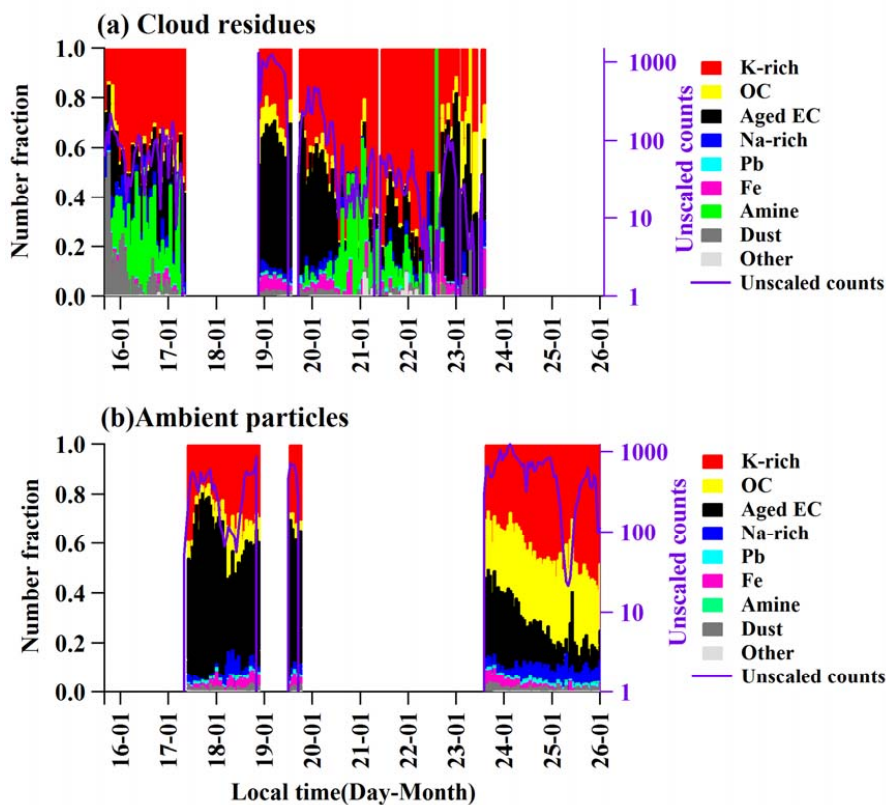 (a) Cloud residues
Number fraction
1.0
0.8
0.6
0.4
0.2
0.0
1000
100
10
1
Unscaled counts
K-rich
OC
Aged EC
Na-rich
Pb
Fe
Amine
Dust
Other
Unscaled counts
16-01
17-01
18-01
19-01
20-01
21-01
22-01
23-01
24-01
25-01
26-01
(b)Ambient particles
Number fraction
1.0
0.8
0.6
0.4
0.2
0.0
1000
100
10
1
Unscaled counts
K-rich
OC
Aged EC
Na-rich
Pb
Fe
Amine
Dust
Other
Unscaled counts
16-01
17-01
18-01
19-01
20-01
21-01
22-01
23-01
24-01
25-01
26-01
Local time(Day-Month)